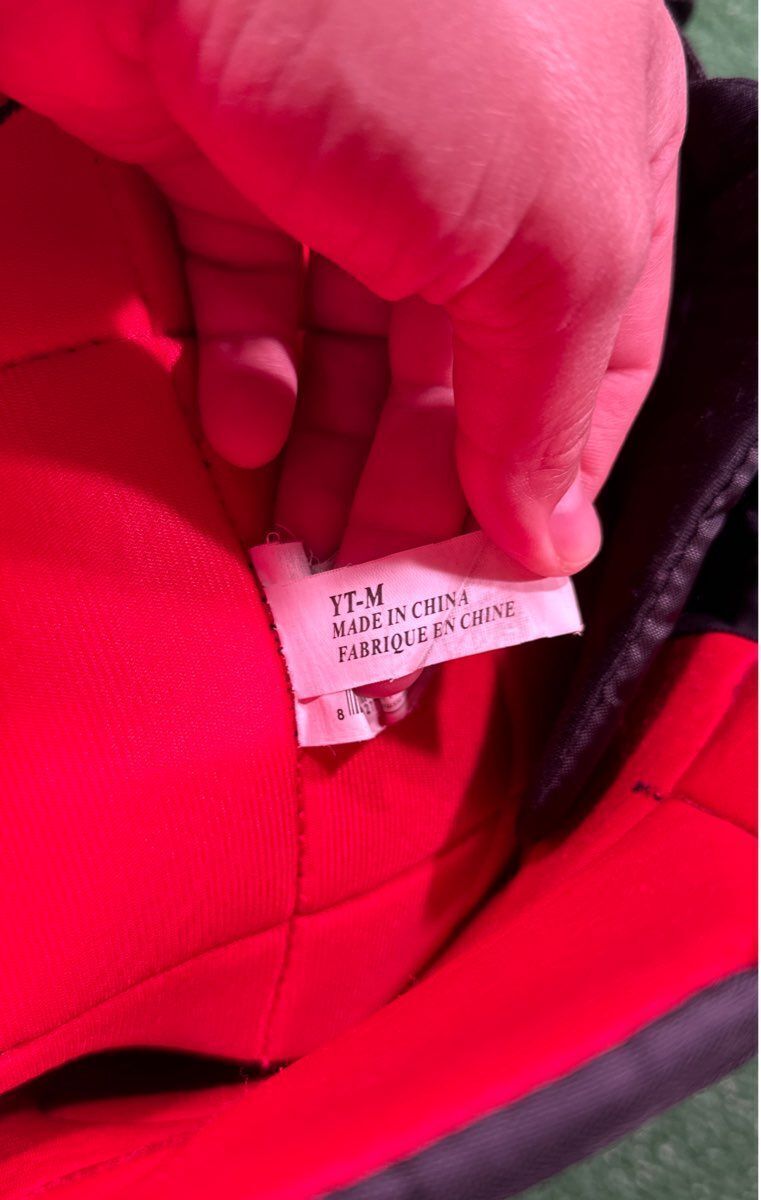 YT-M
MADE IN CHINA
FABRIQUE EN CHINE
8